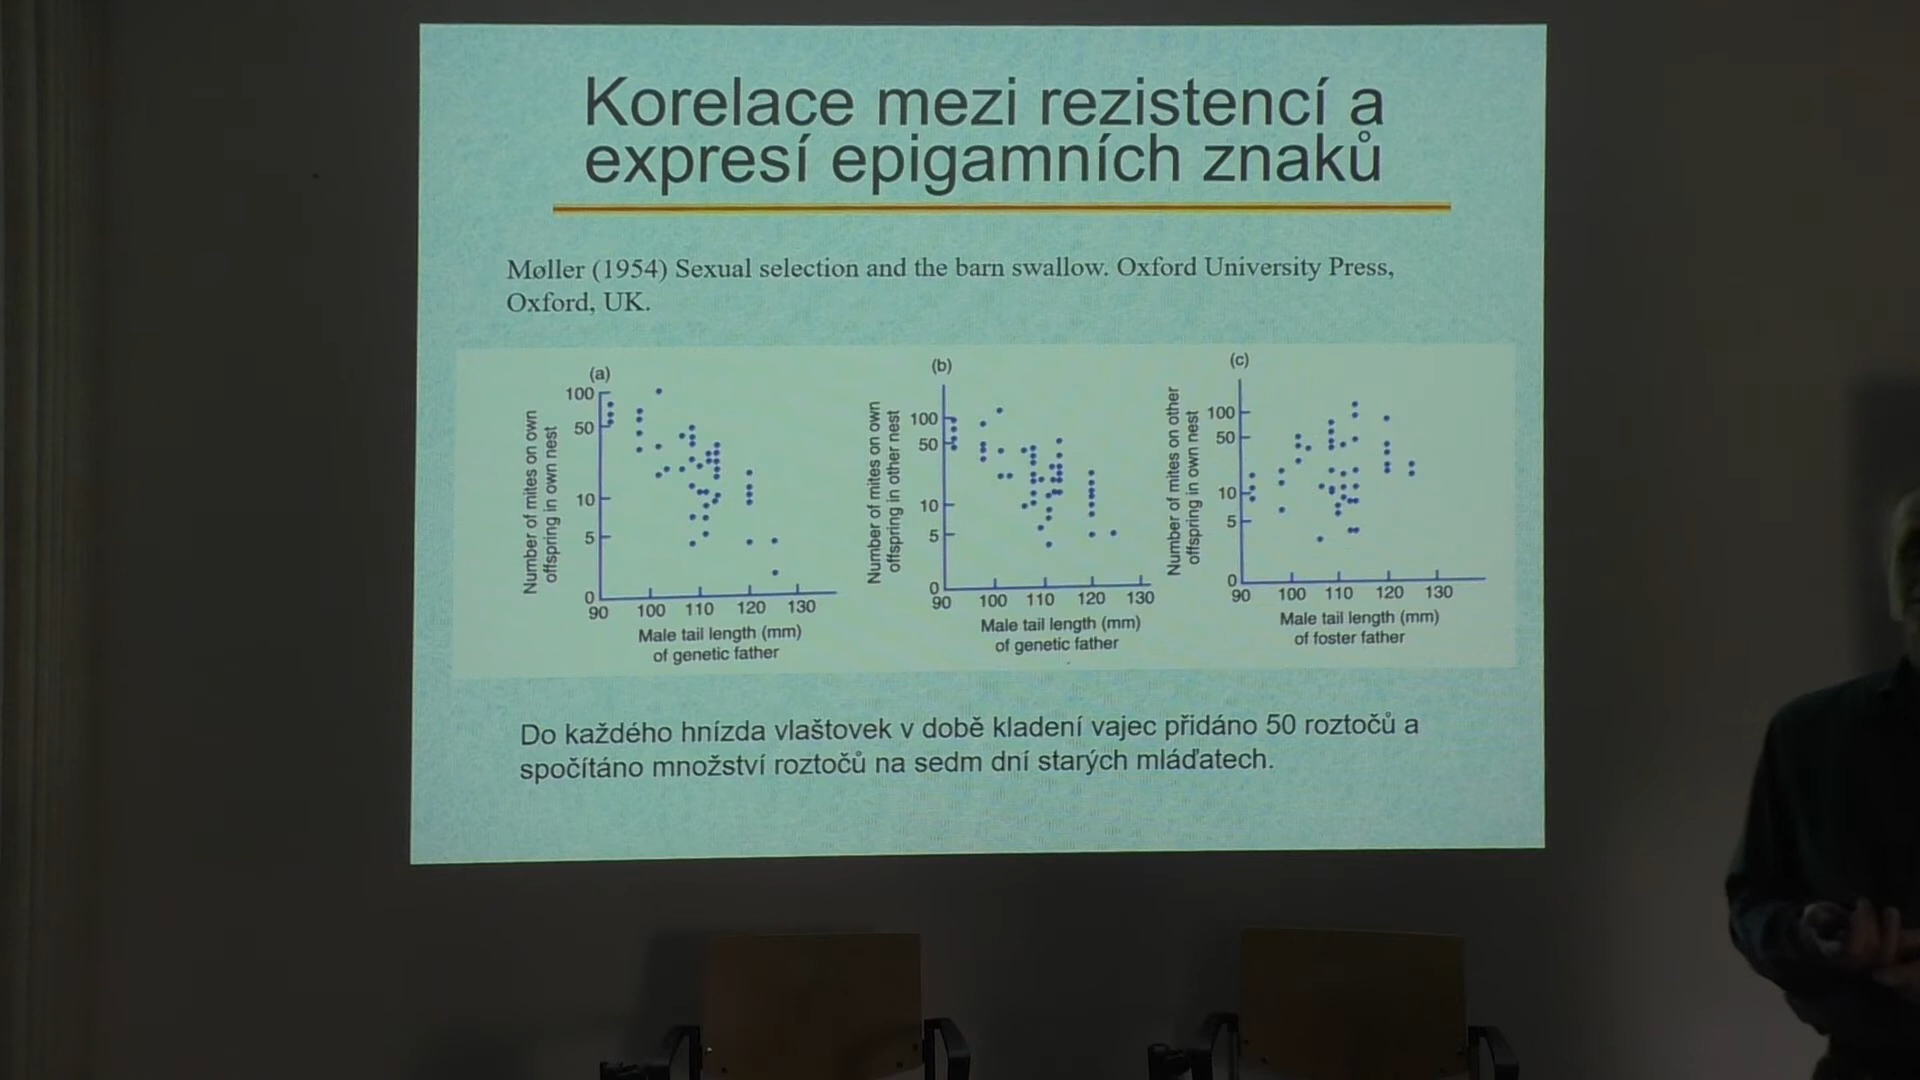 Korelace mezi rezistencí a
expresí epigamních znaků
Møller (1954) Sexual selection and the barn swallow. Oxford University Press,
Oxford, UK.
(a)
Number of mites on own
offspring in own nest
100
50
10
5
0
90 100 110 120 130
Male tail length (mm)
of genetic father
(b)
Number of mites on own
offspring in other nest
100
50
10
5
0
90 100 110 120 130
Male tail length (mm)
of genetic father
(c)
Number of mites on other
offspring in own nest
100
50
10
5
0
90 100 110 120 130
Male tail length (mm)
of foster father
Do každého hnízda vlaštovek v době kladení vajec přidáno 50 roztočů a
spočítáno množství roztočů na sedm dní starých mláďatech.